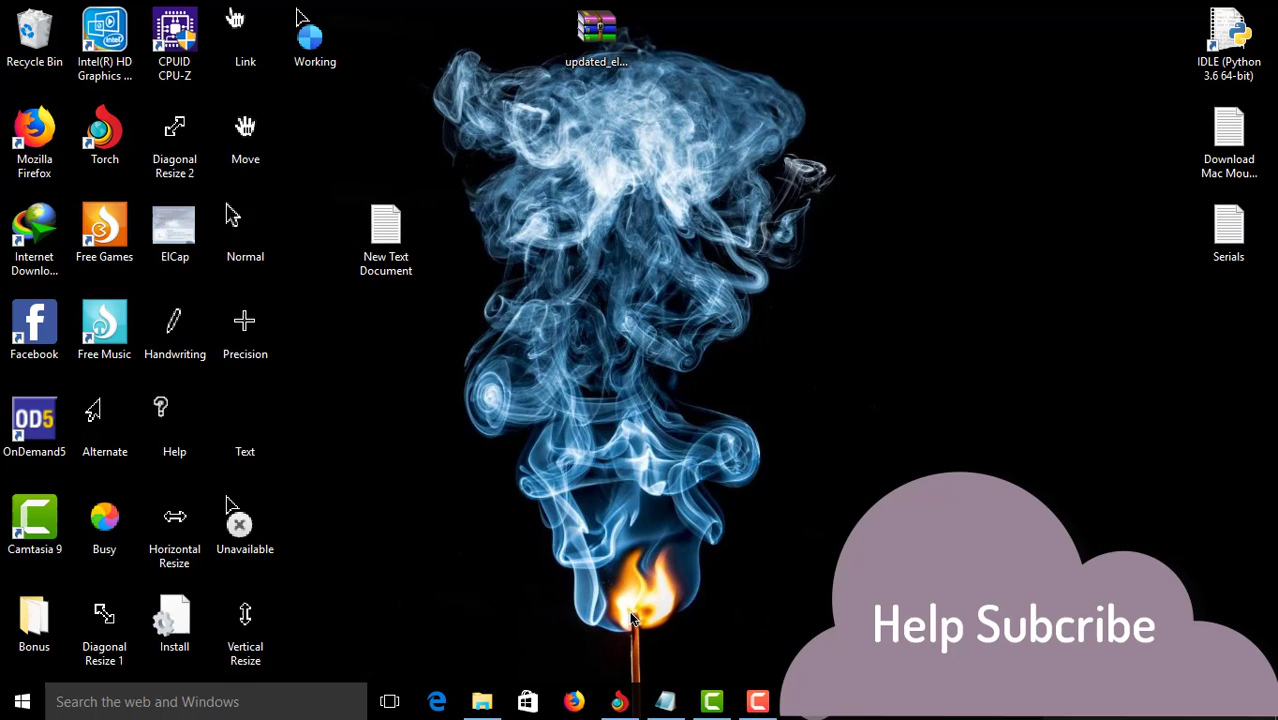 Recycle Bin
Intel(R) HD
Graphics ...
CPUID
CPU-Z
Link
Working
updated_el...
IDLE (Python
3.6 64-bit)
Mozilla
Firefox
Torch
Diagonal
Resize 2
Move
Download
Mac Mou...
Internet
Downlo...
Free Games
ElCap
Normal
New Text
Document
Serials
Facebook
Free Music
Handwriting
Precision
OD5
OnDemand5
Alternate
Help
Text
Camtasia 9
Busy
Horizontal
Resize
Unavailable
Bonus
Diagonal
Resize 1
Install
Vertical
Resize
Help Subcribe
Search the web and Windows